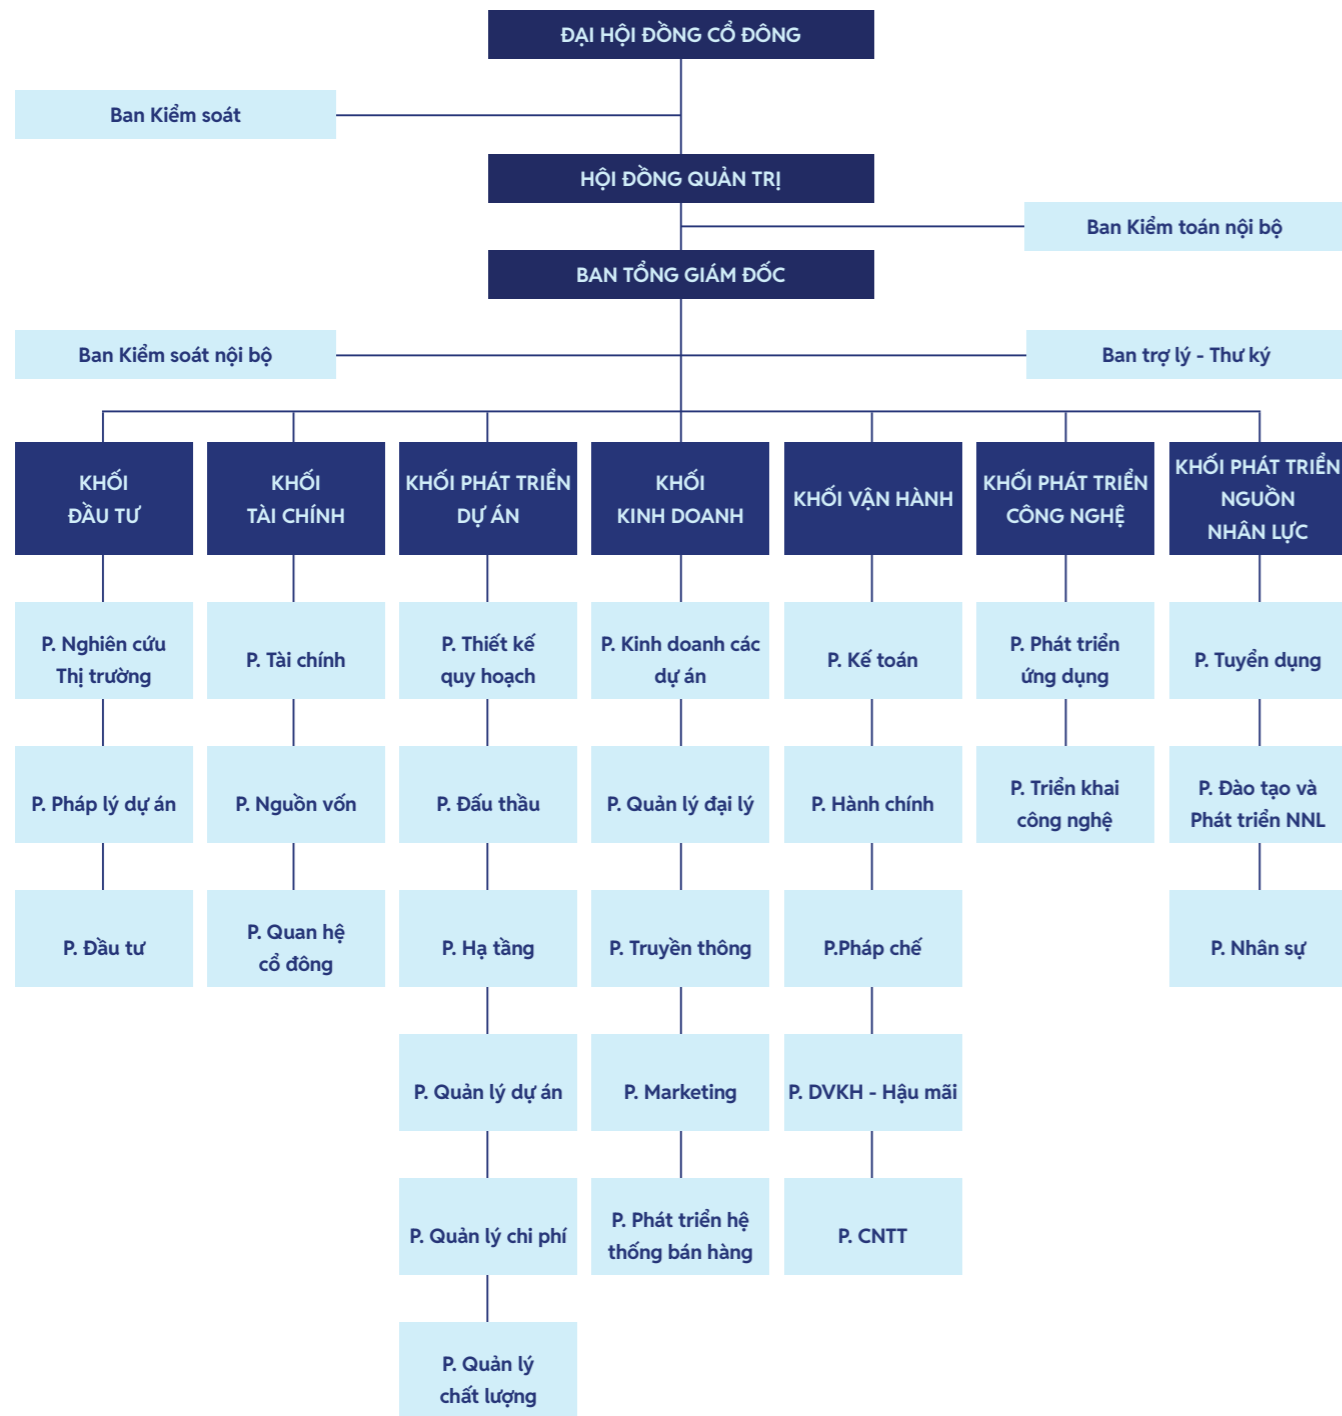 ĐẠI HỘI ĐỒNG CỔ ĐÔNG
Ban Kiểm soát
HỘI ĐỒNG QUẢN TRỊ
Ban Kiểm toán nội bộ
BAN TỔNG GIÁM ĐỐC
Ban Kiểm soát nội bộ
Ban trợ lý - Thư ký
KHỐI
ĐẦU TƯ
KHỐI
TÀI CHÍNH
KHỐI PHÁT TRIỂN
DỰ ÁN
KHỐI
KINH DOANH
KHỐI VẬN HÀNH
KHỐI PHÁT TRIỂN
CÔNG NGHỆ
KHỐI PHÁT TRIỂN
NGUỒN
NHÂN LỰC
P. Nghiên cứu
Thị trường
P. Tài chính
P. Thiết kế
quy hoạch
P. Kinh doanh các
dự án
P. Kế toán
P. Phát triển
ứng dụng
P. Tuyển dụng
P. Pháp lý dự án
P. Nguồn vốn
P. Đấu thầu
P. Quản lý đại lý
P. Hành chính
P. Triển khai
công nghệ
P. Đào tạo và
Phát triển NNL
P. Đầu tư
P. Quan hệ
cổ đông
P. Hạ tầng
P. Truyền thông
P.Pháp chế
P. Nhân sự
P. Quản lý dự án
P. Marketing
P. DVKH - Hậu mãi
P. Quản lý chi phí
P. Phát triển hệ
thống bán hàng
P. CNTT
P. Quản lý
chất lượng